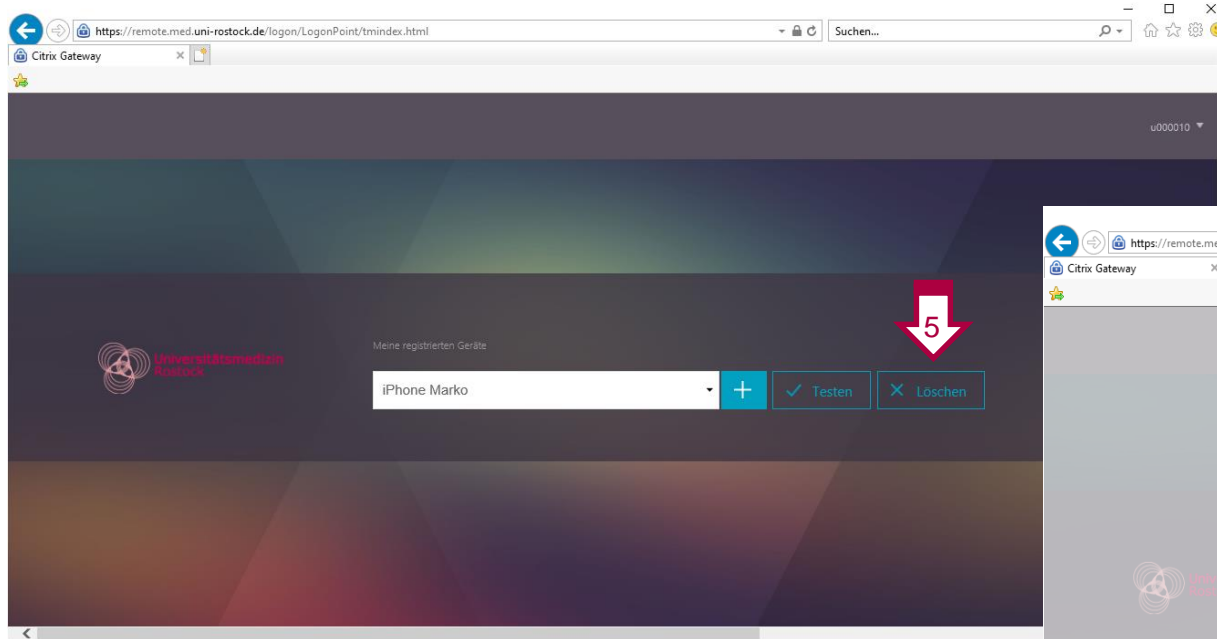 https://remote.med.uni-rostock.de/logon/LogonPoint/tmindex.html
Suchen...
Citrix Gateway
u000010
https://remote.me
Citrix Gateway
5
Meine registrierten Geräte
Universitätsmedizin
Rostock
iPhone Marko
Testen
Löschen